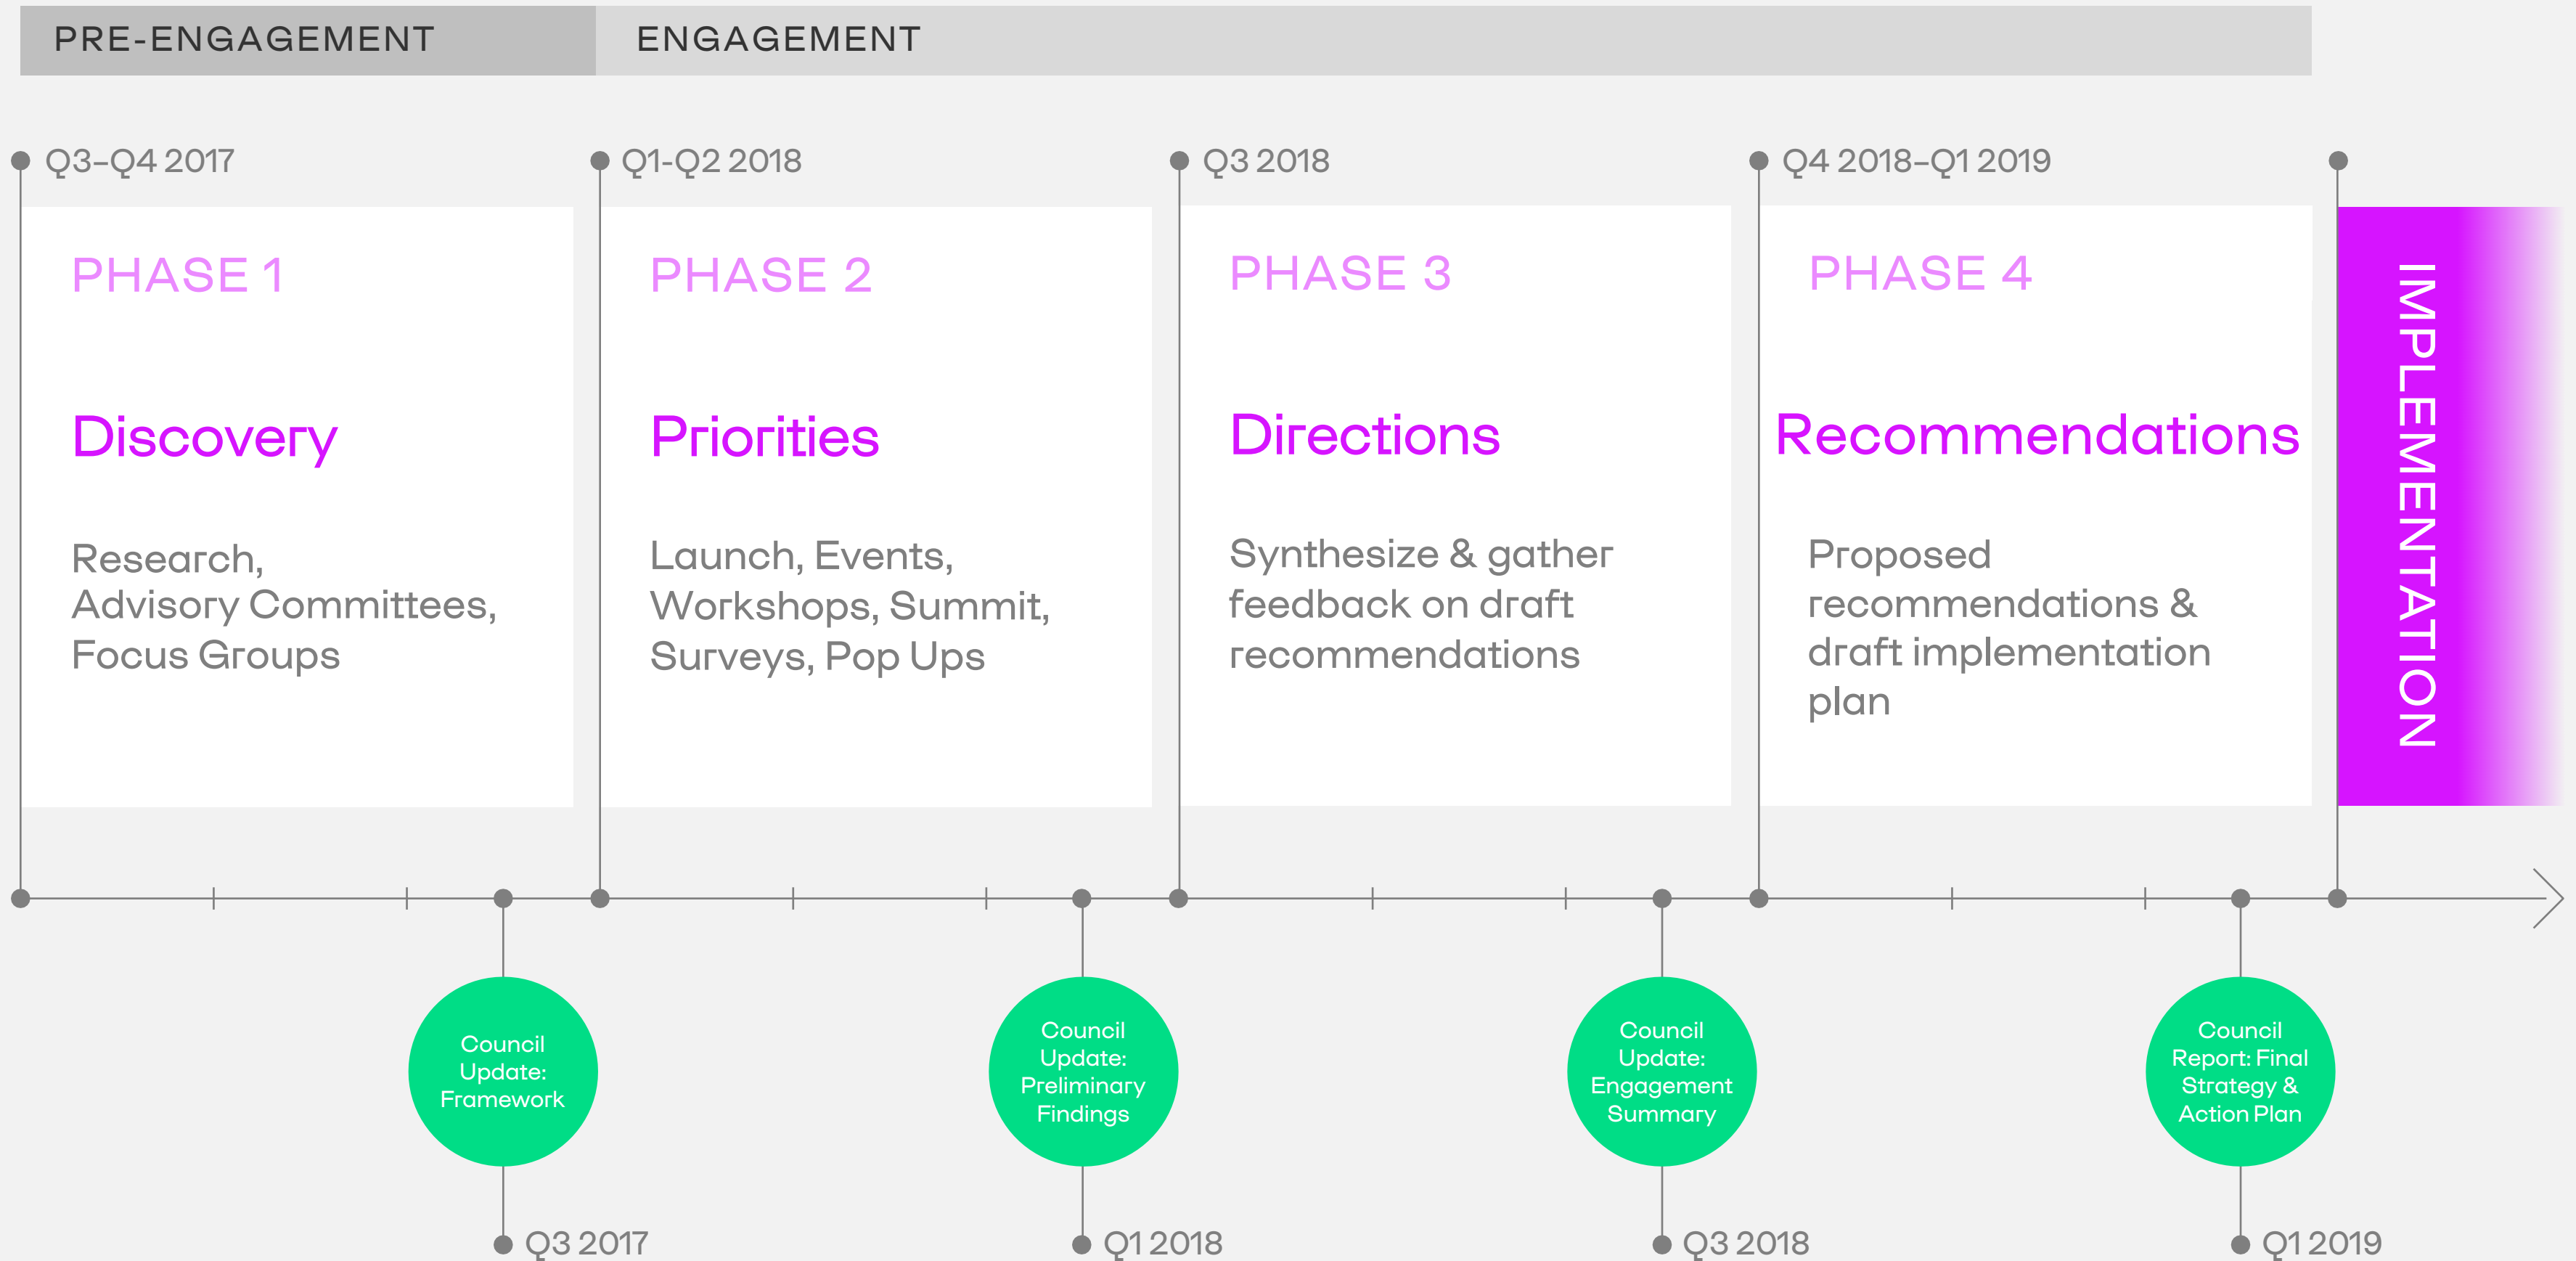 PRE-ENGAGEMENT
ENGAGEMENT
Q3–Q4 2017
Q1-Q2 2018
Q3 2018
Q4 2018–Q1 2019
PHASE 1
Discovery
Research,
Advisory Committees,
Focus Groups
PHASE 2
Priorities
Launch, Events,
Workshops, Summit,
Surveys, Pop Ups
PHASE 3
Directions
Synthesize & gather
feedback on draft
recommendations
PHASE 4
Recommendations
Proposed
recommendations &
draft implementation
plan
IMPLEMENTATION
Council
Update:
Framework
Q3 2017
Council
Update:
Preliminary
Findings
Q1 2018
Council
Update:
Engagement
Summary
Q3 2018
Council
Report: Final
Strategy &
Action Plan
Q1 2019